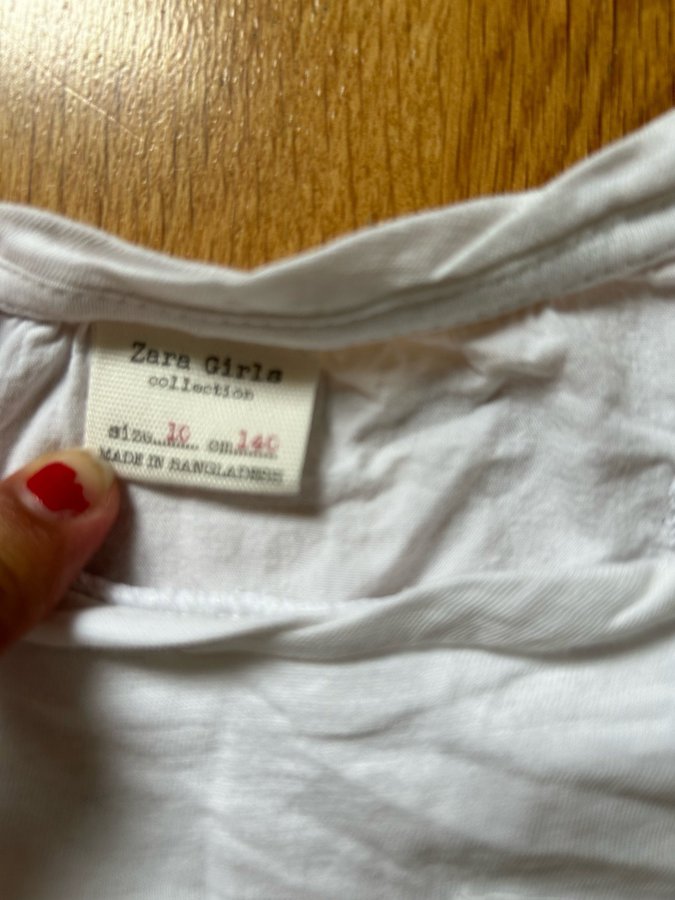 Zara Girls
collection
size...10... cm...140...
MADE IN BANGLADESH